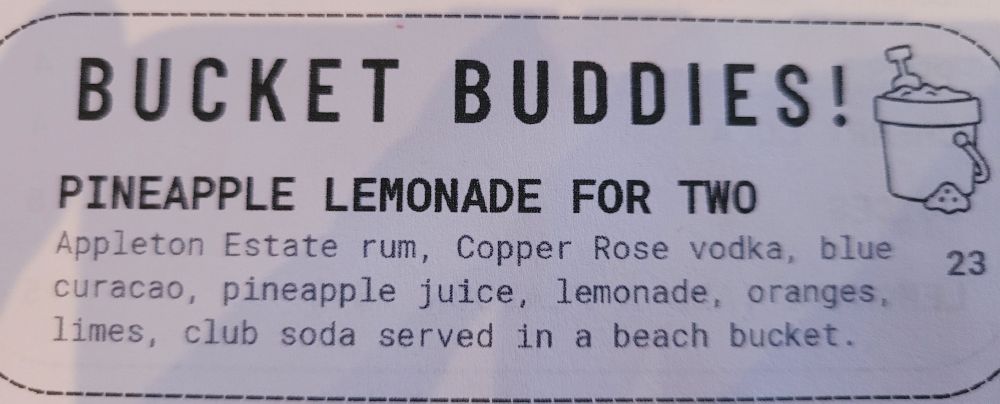 BUCKET BUDDIES!
PINEAPPLE LEMONADE FOR TWO
Appleton Estate rum, Copper Rose vodka, blue
curacao, pineapple juice, lemonade, oranges,
limes, club soda served in a beach bucket.
23